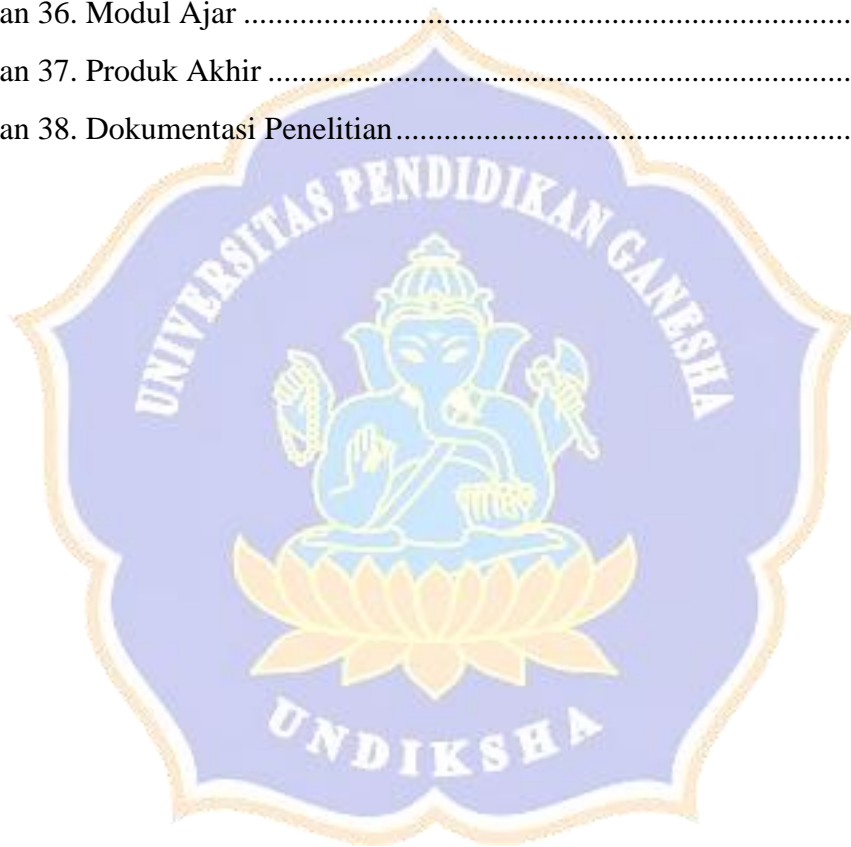 an 36. Modul Ajar ................................................................................
an 37. Produk Akhir .............................................................................
an 38. Dokumentasi Penelitian .............................................................
UNIVERSITAS PENDIDIKAN GANESHA
UNDIKSHA